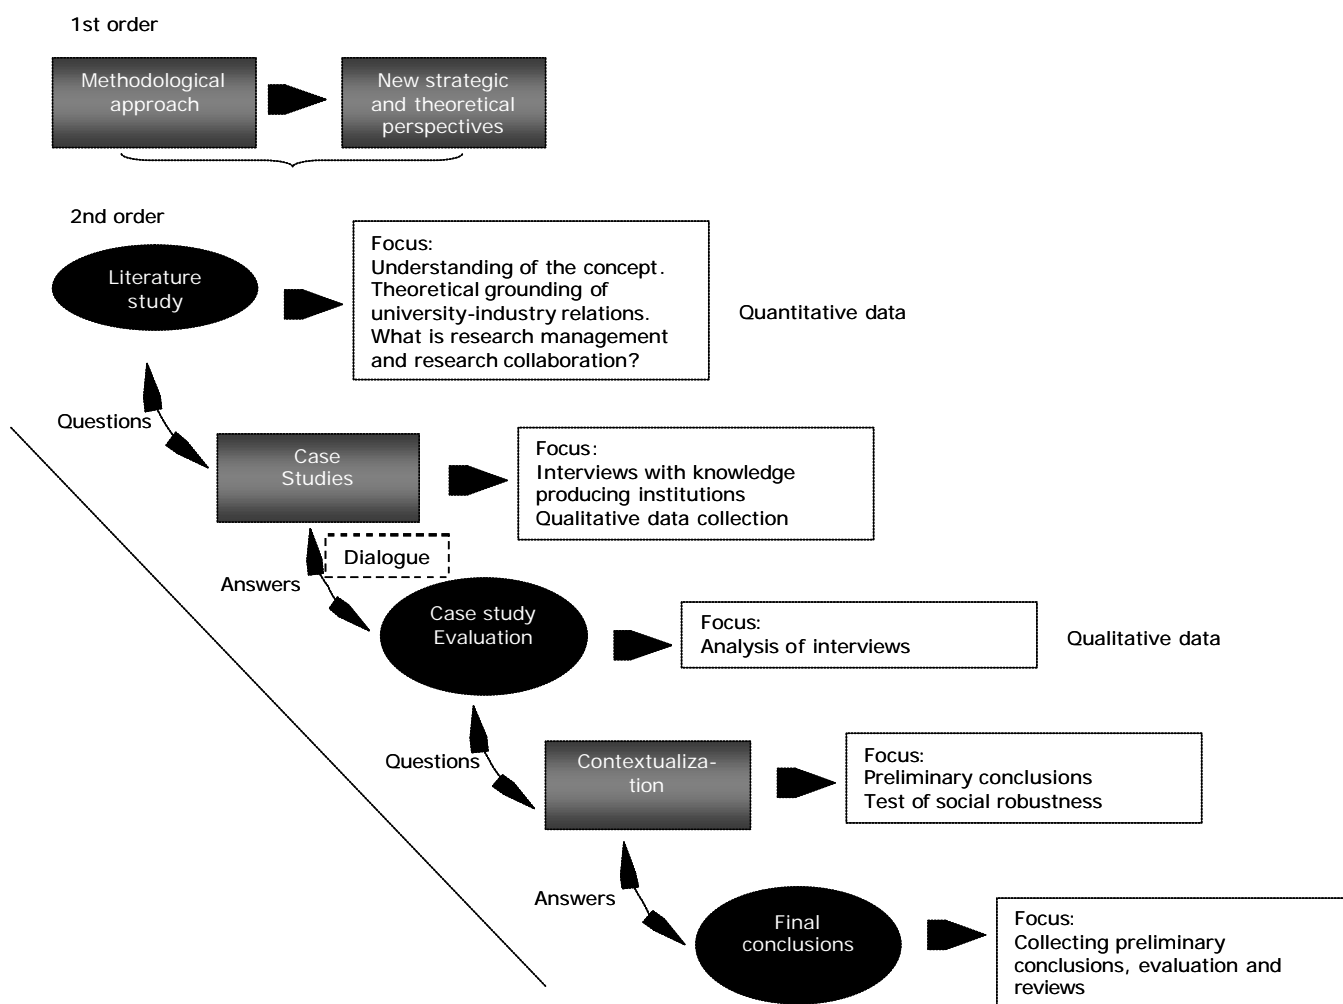 1st order
Methodological
approach
New strategic
and theoretical
perspectives
2nd order
Literature
study
Focus:
Understanding of the concept.
Theoretical grounding of
university-industry relations.
What is research management
and research collaboration?
Quantitative data
Questions
Case
Studies
Focus:
Interviews with knowledge
producing institutions
Qualitative data collection
Dialogue
Answers
Case study
Evaluation
Focus:
Analysis of interviews
Qualitative data
Questions
Contextualiza-
tion
Focus:
Preliminary conclusions
Test of social robustness
Answers
Final
conclusions
Focus:
Collecting preliminary
conclusions, evaluation and
reviews